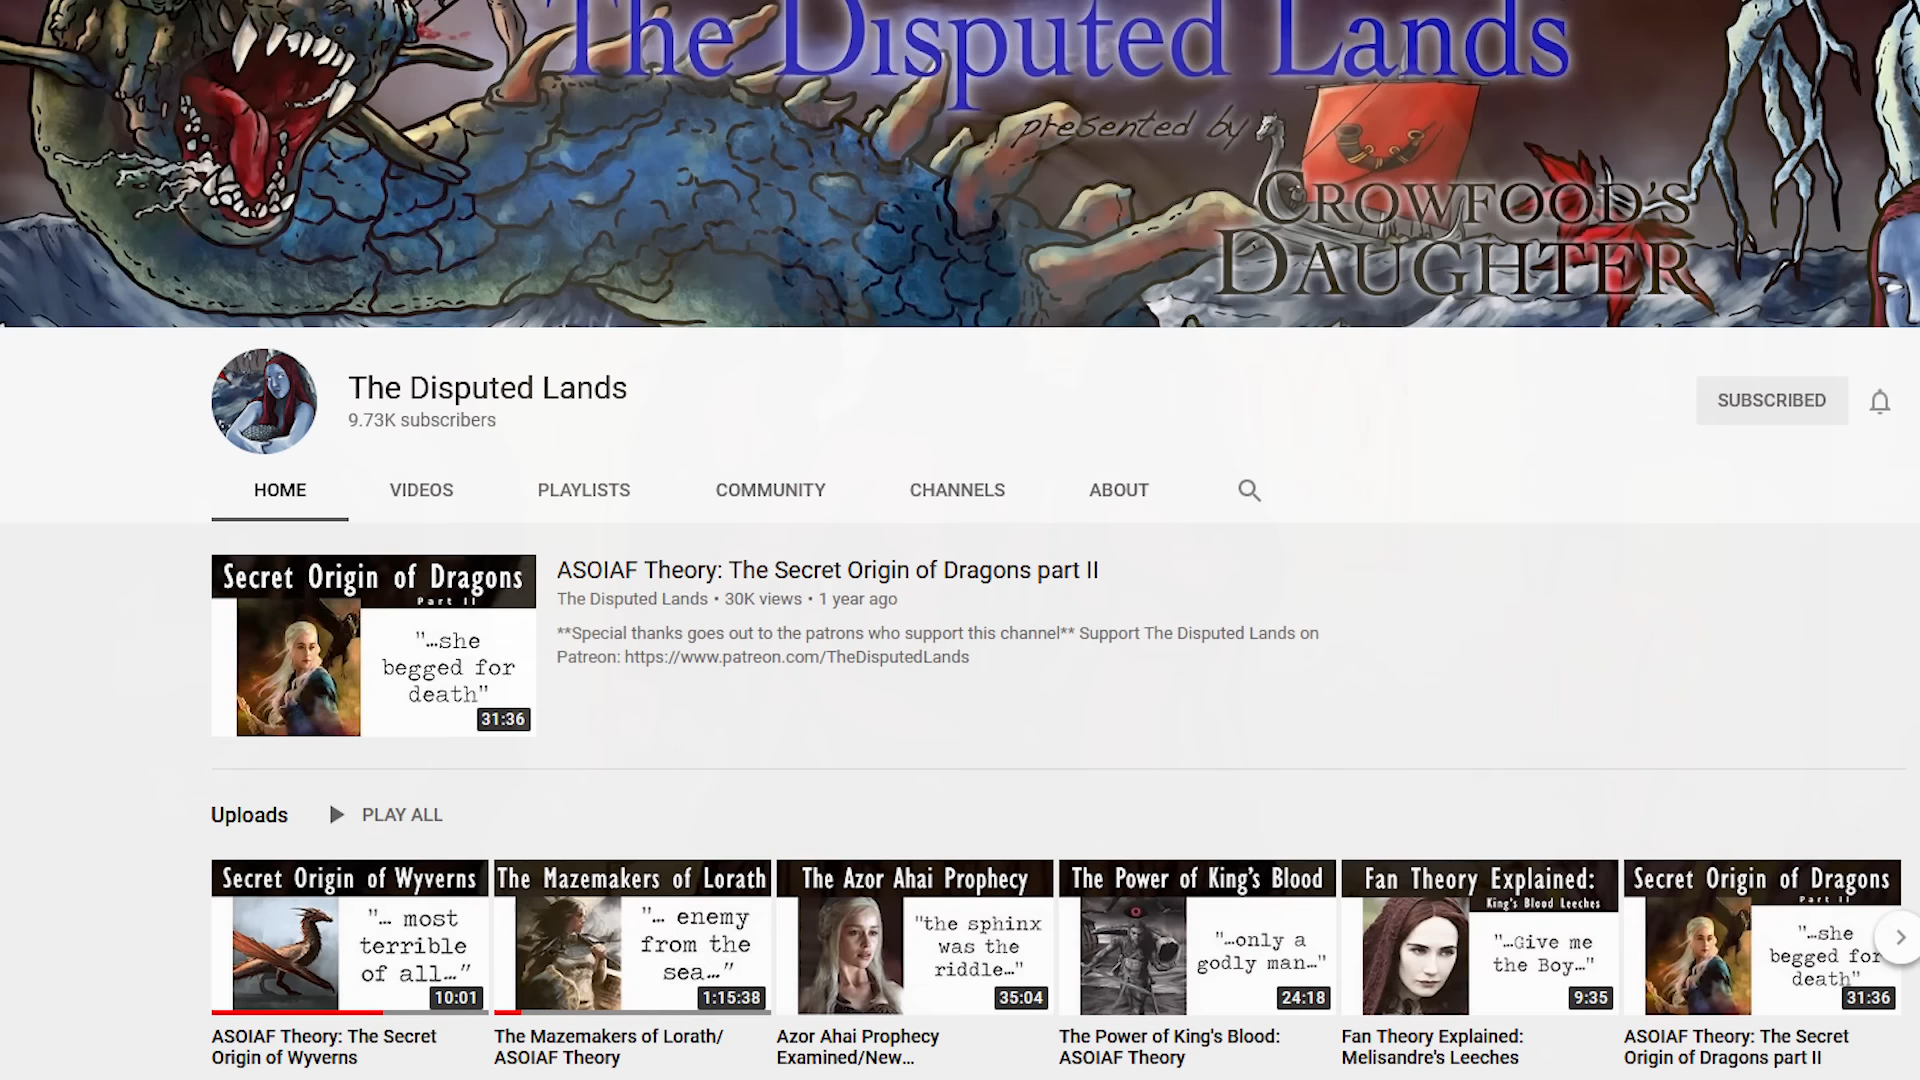 The Disputed Lands
presented by
CROWFOOD'S
DAUGHTER
The Disputed Lands
9.73K subscribers
SUBSCRIBED
HOME VIDEOS PLAYLISTS COMMUNITY CHANNELS ABOUT
Secret Origin of Dragons
Part II
"…she
begged for
death"
31:36
ASOIAF Theory: The Secret Origin of Dragons part II
The Disputed Lands • 30K views • 1 year ago
**Special thanks goes out to the patrons who support this channel** Support The Disputed Lands on
Patreon: https://www.patreon.com/TheDisputedLands
Uploads PLAY ALL
Secret Origin of Wyverns
"… most
terrible
of all…"
10:01
ASOIAF Theory: The Secret
Origin of Wyverns
The Mazemakers of Lorath
"… enemy
from the
sea…"
1:15:38
The Mazemakers of Lorath/
ASOIAF Theory
The Azor Ahai Prophecy
"the sphinx
was the
riddle…"
35:04
Azor Ahai Prophecy
Examined/New...
The Power of King's Blood
"…only a
godly man…"
24:18
The Power of King's Blood:
ASOIAF Theory
Fan Theory Explained:
King's Blood Leeches
"…Give me
the Boy…"
9:35
Fan Theory Explained:
Melisandre's Leeches
Secret Origin of Dragons
Part II
"…she
begged for
death"
31:36
ASOIAF Theory: The Secret
Origin of Dragons part II